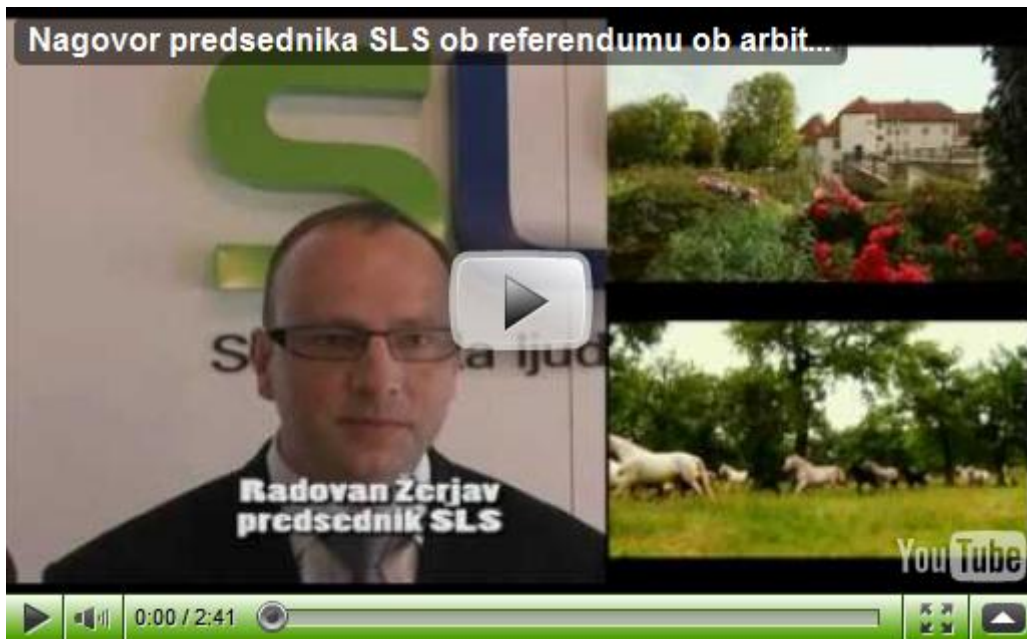 Nagovor predsednika SLS ob referendumu ob arbit...
SL
S a ljud
Radovan Žerjav
predsednik SLS
YouTube
0:00 / 2:41